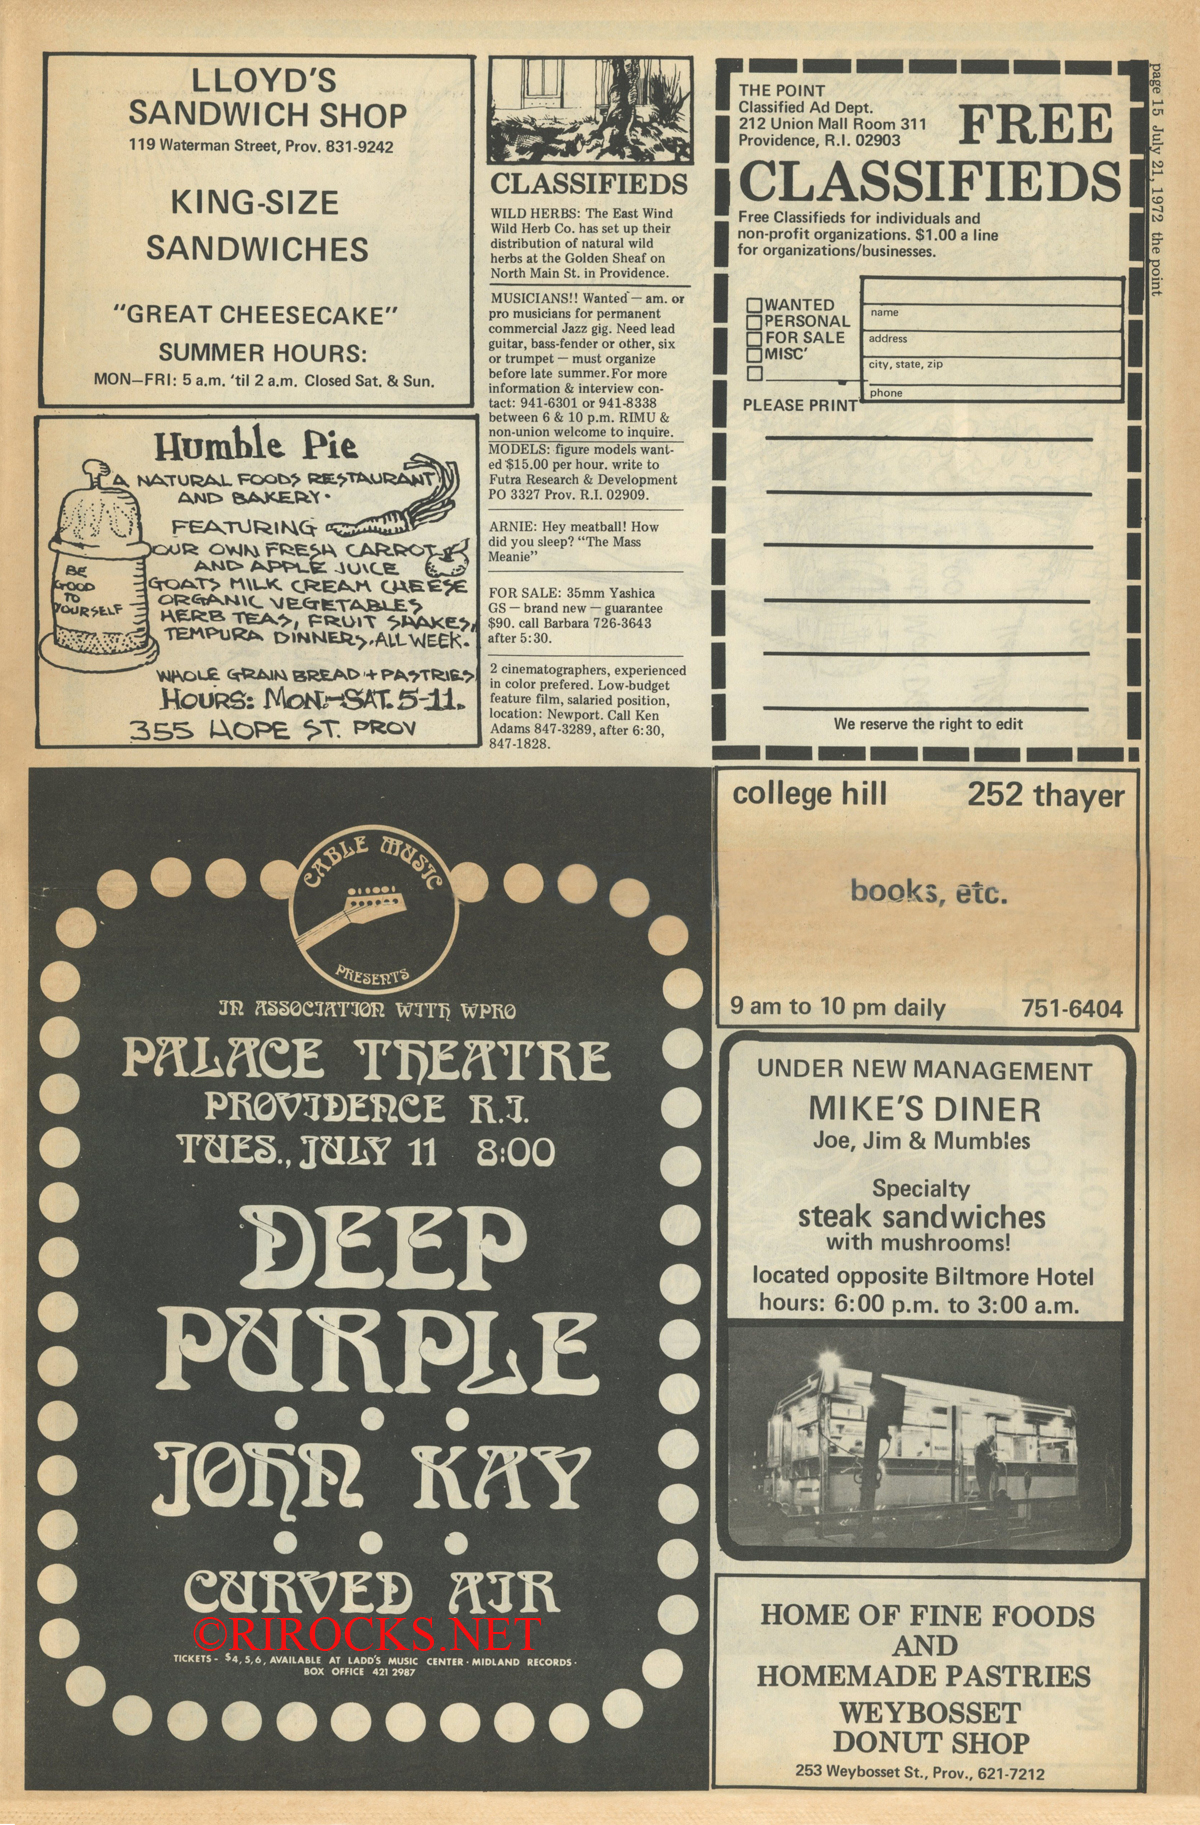 LLOYD'S
SANDWICH SHOP
119 Waterman Street, Prov. 831-9242
KING-SIZE
SANDWICHES
"GREAT CHEESECAKE"
SUMMER HOURS:
MON—FRI: 5 a.m. 'til 2 a.m. Closed Sat. & Sun.
Humble Pie
A NATURAL FOODS RESTAURANT
AND BAKERY.
FEATURING
OUR OWN FRESH CARROT
AND APPLE JUICE
GOATS MILK CREAM CHEESE
ORGANIC VEGETABLES
HERB TEAS, FRUIT SHAKES,
TEMPURA DINNERS. ALL WEEK.
WHOLE GRAIN BREAD + PASTRIES
HOURS: MON.-SAT. 5-11.
355 HOPE ST. PROV
BE
GOOD
TO
YOURSELF
CLASSIFIEDS
WILD HERBS: The East Wind
Wild Herb Co. has set up their
distribution of natural wild
herbs at the Golden Sheaf on
North Main St. in Providence.
MUSICIANS!! Wanted — am. or
pro musicians for permanent
commercial Jazz gig. Need lead
guitar, bass-fender or other, six
or trumpet — must organize
before late summer. For more
information & interview con-
tact: 941-6301 or 941-8338
between 6 & 10 p.m. RIMU &
non-union welcome to inquire.
MODELS: figure models want-
ed $15.00 per hour. write to
Futra Research & Development
PO 3327 Prov. R.I. 02909.
ARNIE: Hey meatball! How
did you sleep? "The Mass
Meanie"
FOR SALE: 35mm Yashica
GS — brand new — guarantee
$90. call Barbara 726-3643
after 5:30.
2 cinematographers, experienced
in color prefered. Low-budget
feature film, salaried position,
location: Newport. Call Ken
Adams 847-3289, after 6:30,
847-1828.
THE POINT
Classified Ad Dept.
212 Union Mall Room 311
Providence, R.I. 02903
FREE
CLASSIFIEDS
Free Classifieds for individuals and
non-profit organizations. $1.00 a line
for organizations/businesses.
WANTED
PERSONAL
FOR SALE
MISC'
PLEASE PRINT
name
address
city, state, zip
phone
We reserve the right to edit
page 15 July 21, 1972 the point
CABLE MUSIC
PRESENTS
IN ASSOCIATION WITH WPRO
PALACE THEATRE
PROVIDENCE R.I.
TUES., JULY 11 8:00
DEEP
PURPLE
JOHN KAY
CURVED AIR
©RIROCKS.NET
TICKETS - $4, 5, 6, AVAILABLE AT LADD'S MUSIC CENTER · MIDLAND RECORDS ·
BOX OFFICE 421 2987
college hill 252 thayer
books, etc.
9 am to 10 pm daily 751-6404
UNDER NEW MANAGEMENT
MIKE'S DINER
Joe, Jim & Mumbles
Specialty
steak sandwiches
with mushrooms!
located opposite Biltmore Hotel
hours: 6:00 p.m. to 3:00 a.m.
HOME OF FINE FOODS
AND
HOMEMADE PASTRIES
WEYBOSSET
DONUT SHOP
253 Weybosset St., Prov., 621-7212